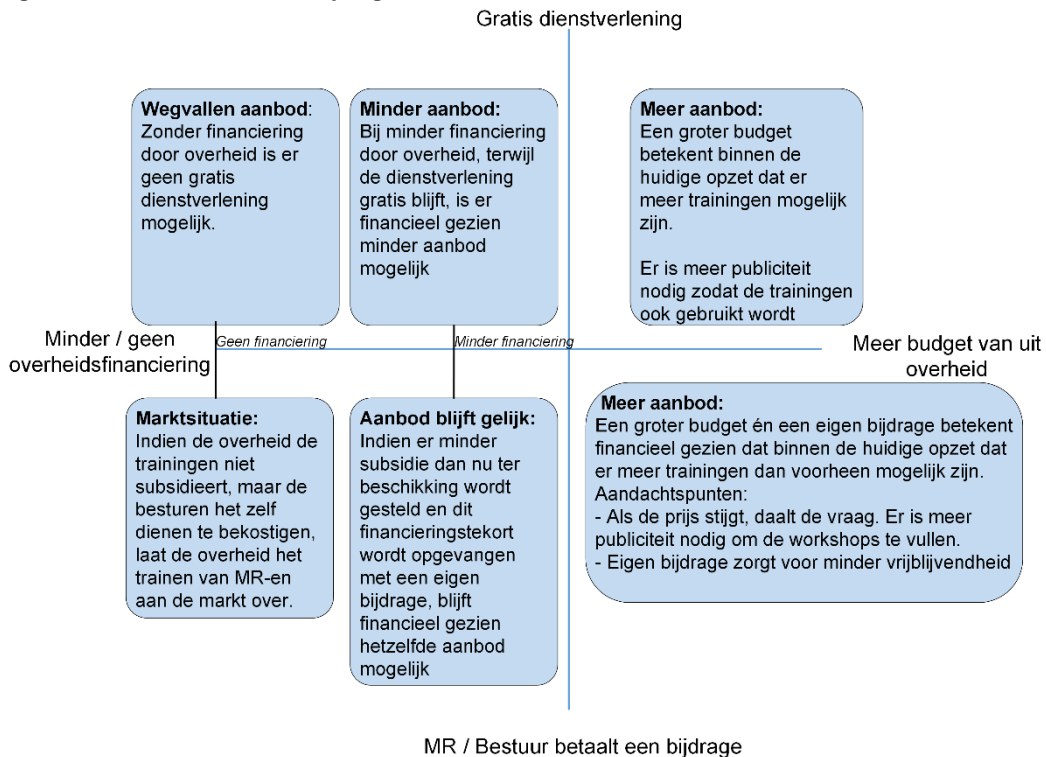 Gratis dienstverlening
Wegvallen aanbod:
Zonder financiering
door overheid is er
geen gratis
dienstverlening
mogelijk.
Minder aanbod:
Bij minder financiering
door overheid, terwijl
de dienstverlening
gratis blijft, is er
financieel gezien
minder aanbod
mogelijk
Meer aanbod:
Een groter budget
betekent binnen de
huidige opzet dat er
meer trainingen mogelijk
zijn.
Er is meer publiciteit
nodig zodat de trainingen
ook gebruikt wordt
Minder / geen
overheidsfinanciering
Geen financiering
Minder financiering
Meer budget van uit
overheid
Marktsituatie:
Indien de overheid de
trainingen niet
subsidieert, maar de
besturen het zelf
dienen te bekostigen,
laat de overheid het
trainen van MR-en
aan de markt over.
Aanbod blijft gelijk:
Indien er minder
subsidie dan nu ter
beschikking wordt
gesteld en dit
financieringstekort
wordt opgevangen
met een eigen
bijdrage, blijft
financieel gezien
hetzelfde aanbod
mogelijk
Meer aanbod:
Een groter budget én een eigen bijdrage betekent
financieel gezien dat binnen de huidige opzet dat
er meer trainingen dan voorheen mogelijk zijn.
Aandachtspunten:
- Als de prijs stijgt, daalt de vraag. Er is meer
publiciteit nodig om de workshops te vullen.
- Eigen bijdrage zorgt voor minder vrijblijvendheid
MR / Bestuur betaalt een bijdrage